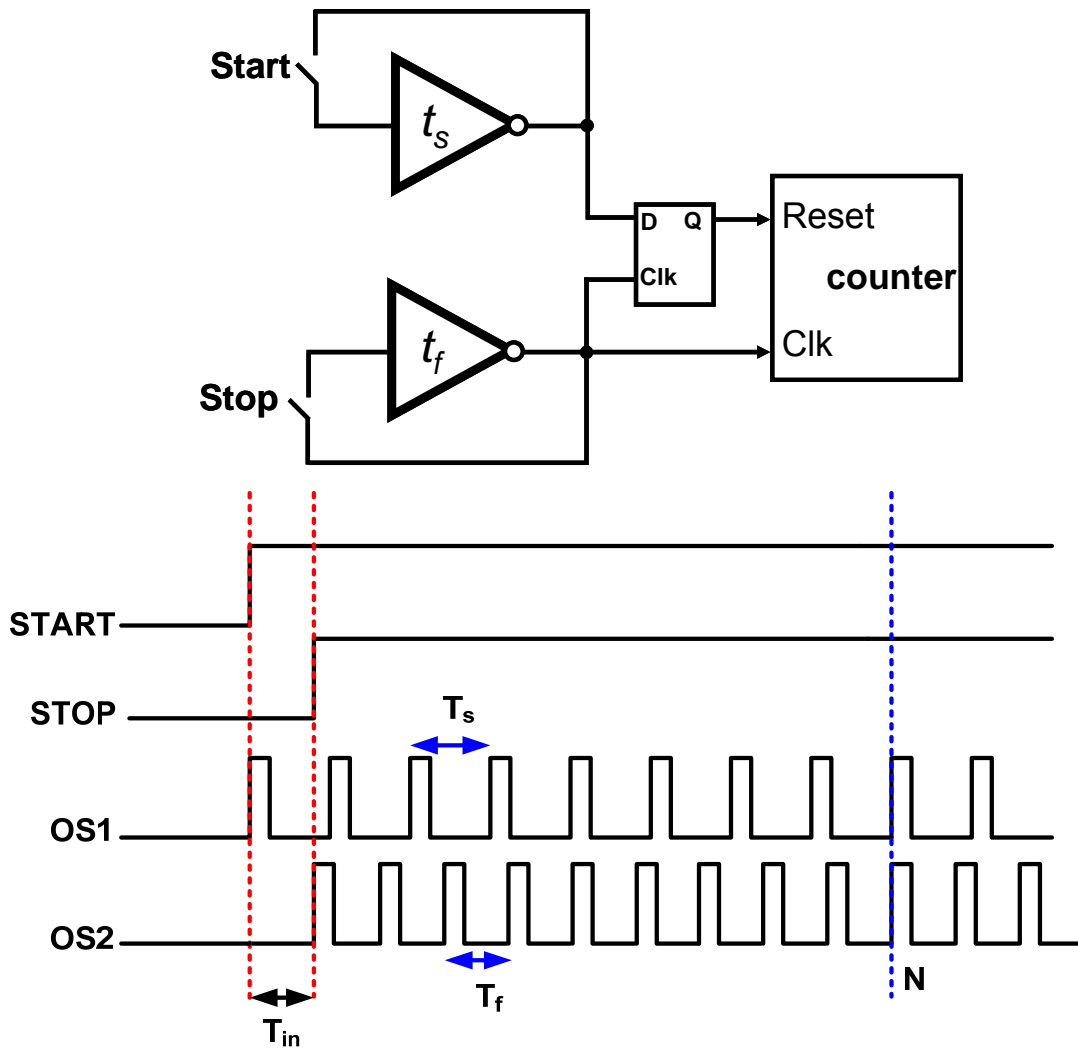 Start
t_s
D Q
Clk
Reset
counter
Clk
t_f
Stop
START
STOP
T_s
OS1
OS2
T_f
N
T_in